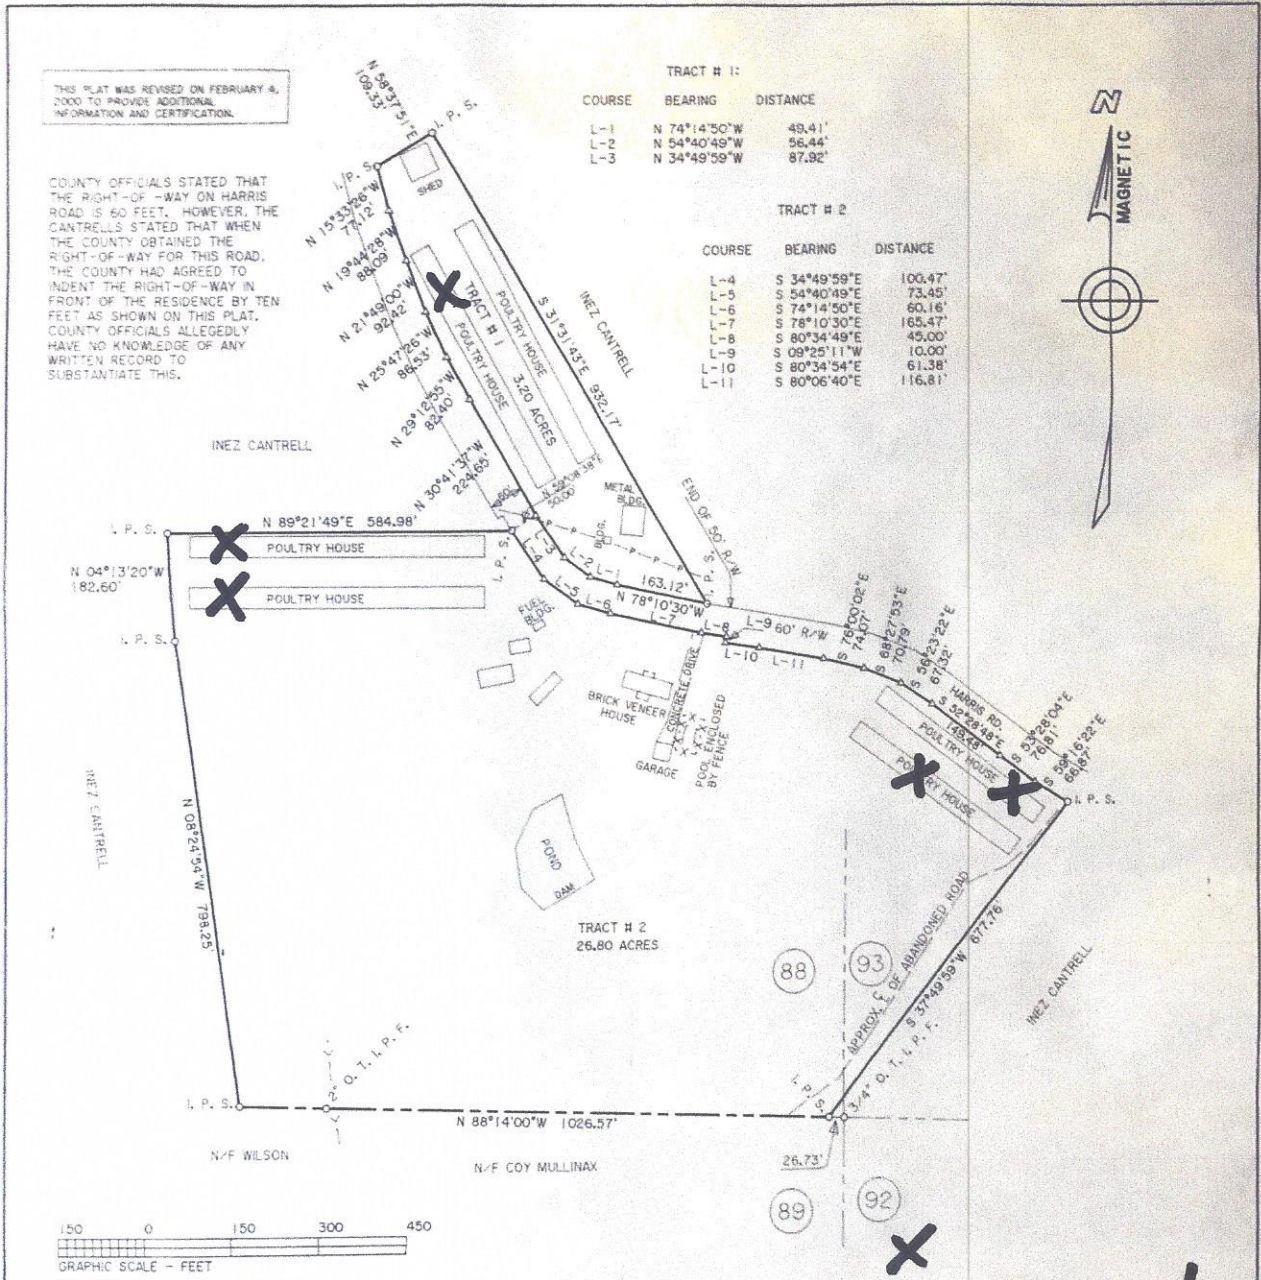 THIS PLAT WAS REVISED ON FEBRUARY 4,
2000 TO PROVIDE ADDITIONAL
INFORMATION AND CERTIFICATION.
COUNTY OFFICIALS STATED THAT
THE RIGHT-OF -WAY ON HARRIS
ROAD IS 60 FEET. HOWEVER, THE
CANTRELLS STATED THAT WHEN
THE COUNTY OBTAINED THE
RIGHT-OF-WAY FOR THIS ROAD,
THE COUNTY HAD AGREED TO
INDENT THE RIGHT-OF-WAY IN
FRONT OF THE RESIDENCE BY TEN
FEET AS SHOWN ON THIS PLAT.
COUNTY OFFICIALS ALLEGEDLY
HAVE NO KNOWLEDGE OF ANY
WRITTEN RECORD TO
SUBSTANTIATE THIS.
TRACT # 1:
COURSE BEARING DISTANCE
L-1 N 74°14'50"W 49.41'
L-2 N 54°40'49"W 56.44'
L-3 N 34°49'59"W 87.92'
TRACT # 2
COURSE BEARING DISTANCE
L-4 S 34°49'59"E 100.47'
L-5 S 54°40'49"E 73.45'
L-6 S 74°14'50"E 60.16'
L-7 S 78°10'30"E 165.47'
L-8 S 80°34'49"E 45.00'
L-9 S 09°25'11"W 10.00'
L-10 S 80°34'54"E 61.38'
L-11 S 80°06'40"E 116.81'
N
MAGNETIC
N 58°37'51"E
109.33'
I. P. S.
I. P. S.
SHED
N 15°33'26"W
77.12'
N 19°44'28"W
88.09'
N 21°49'00"W
92.42'
N 25°47'26"W
86.53'
N 29°12'55"W
82.40'
N 30°41'37"W
224.65'
POULTRY HOUSE
TRACT # 1
POULTRY HOUSE
3.20 ACRES
S 31°31'43"E 932.17'
INEZ CANTRELL
INEZ CANTRELL
N 59°08'38"E
50.00'
60'
METAL
BLDG.
BLDG.
END OF 50' R/W
I. P. S.
I. P. S.
N 89°21'49"E 584.98'
I. P. S.
POULTRY HOUSE
POULTRY HOUSE
N 04°13'20"W
182.60'
I. P. S.
L-3
L-2
L-1
163.12'
N 78°10'30"W
L-4
L-5
L-6
L-7
L-8
L-9
60' R/W
L-10
L-11
S 76°00'02"E
74.07'
S 68°27'53"E
70.79'
S 56°23'22"E
67.32'
HARRIS RD.
S 52°28'48"E
149.48'
S 53°28'04"E
76.81'
S 59°16'22"E
66.87'
I. P. S.
POULTRY HOUSE
POULTRY HOUSE
FUEL
BLDG.
BRICK VENEER
HOUSE
CONCRETE DRIVE
GARAGE
POOL ENCLOSED
BY FENCE
INEZ CANTRELL
N 08°24'54"W 798.25'
POND
DAM
TRACT # 2
26.80 ACRES
88
93
APPROX. ℄ OF ABANDONED ROAD
S 37°49'59"W 677.76'
INEZ CANTRELL
I. P. S.
2" O. T. I. P. F.
I. P. S.
3/4" O. T. I. P. F.
N 88°14'00"W 1026.57'
N/F WILSON
N/F COY MULLINAX
26.73'
89
92
150 0 150 300 450
GRAPHIC SCALE - FEET